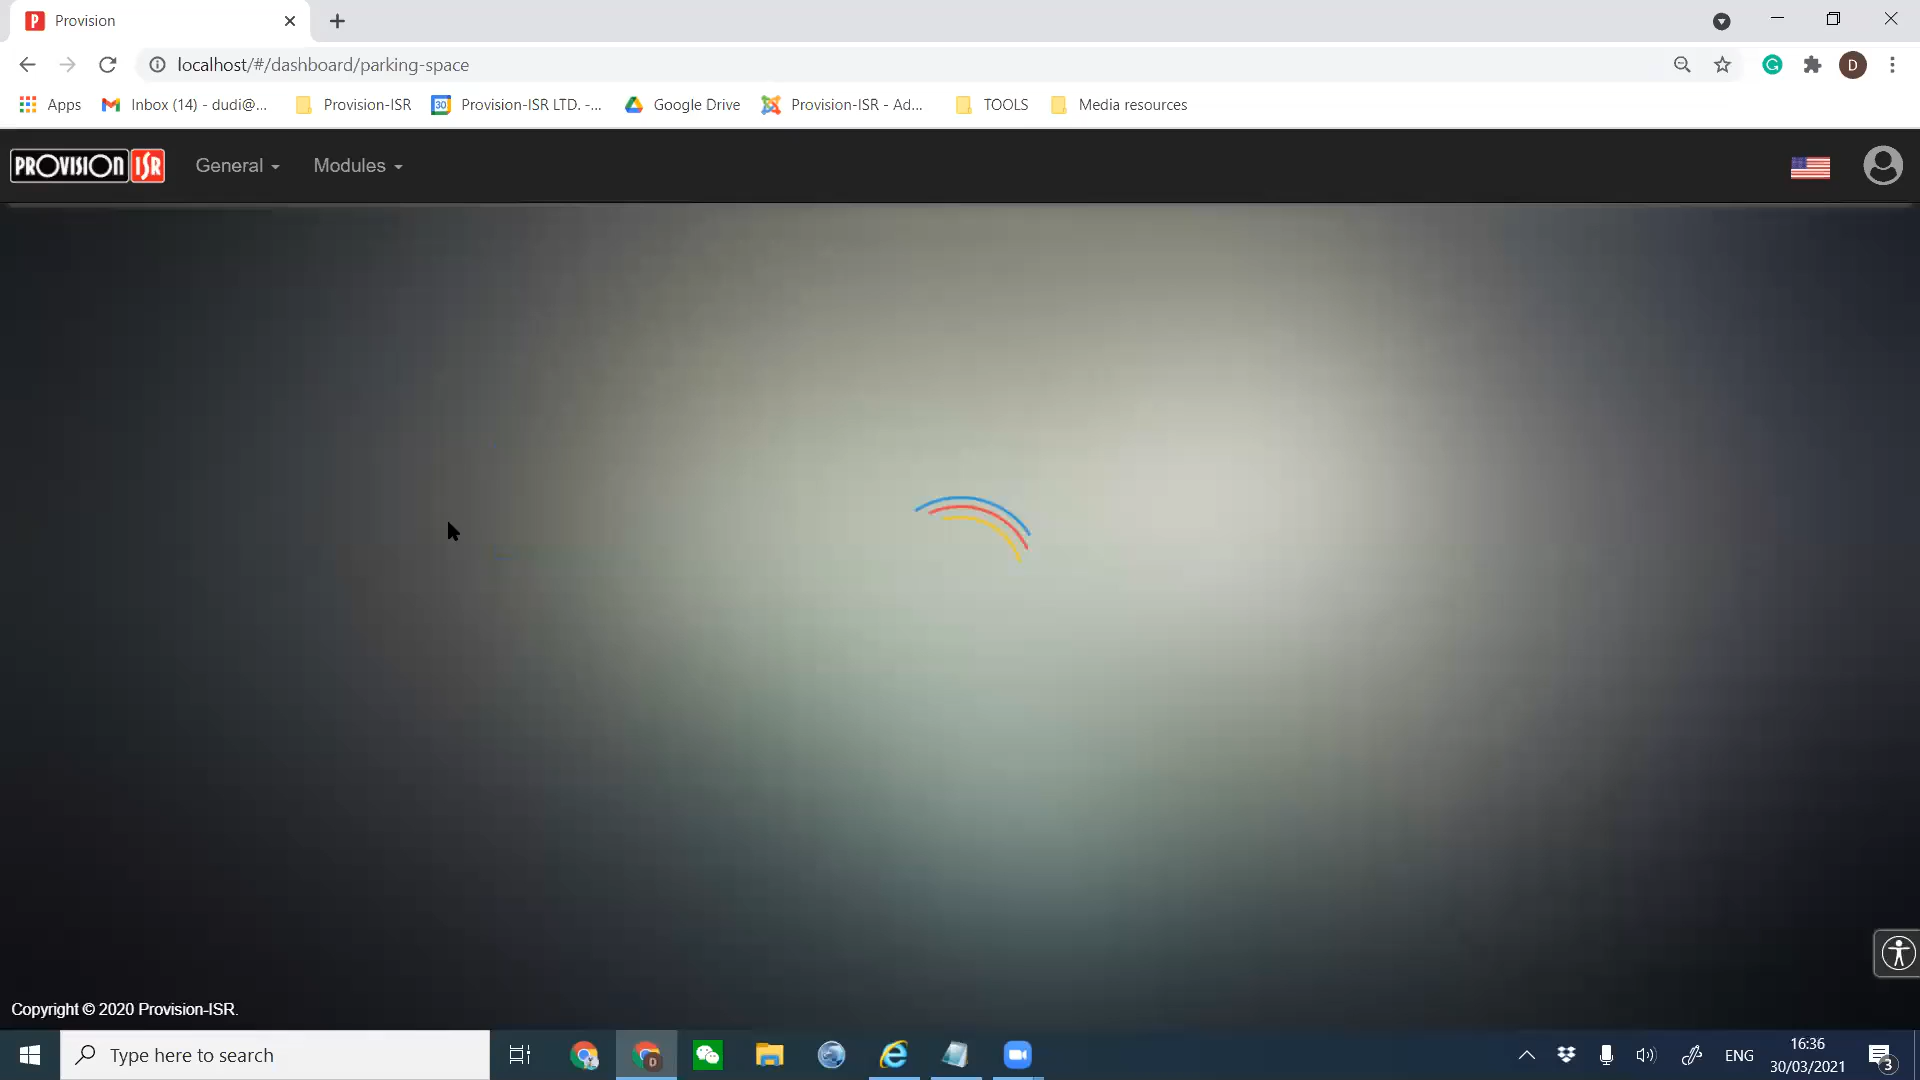 P Provision
localhost/#/dashboard/parking-space
D
Apps Inbox (14) - dudi@... Provision-ISR 30 Provision-ISR LTD. -... Google Drive Provision-ISR - Ad... TOOLS Media resources
PROVISION ISR General Modules
Copyright © 2020 Provision-ISR.
Type here to search
D
ENG
16:36
30/03/2021
3